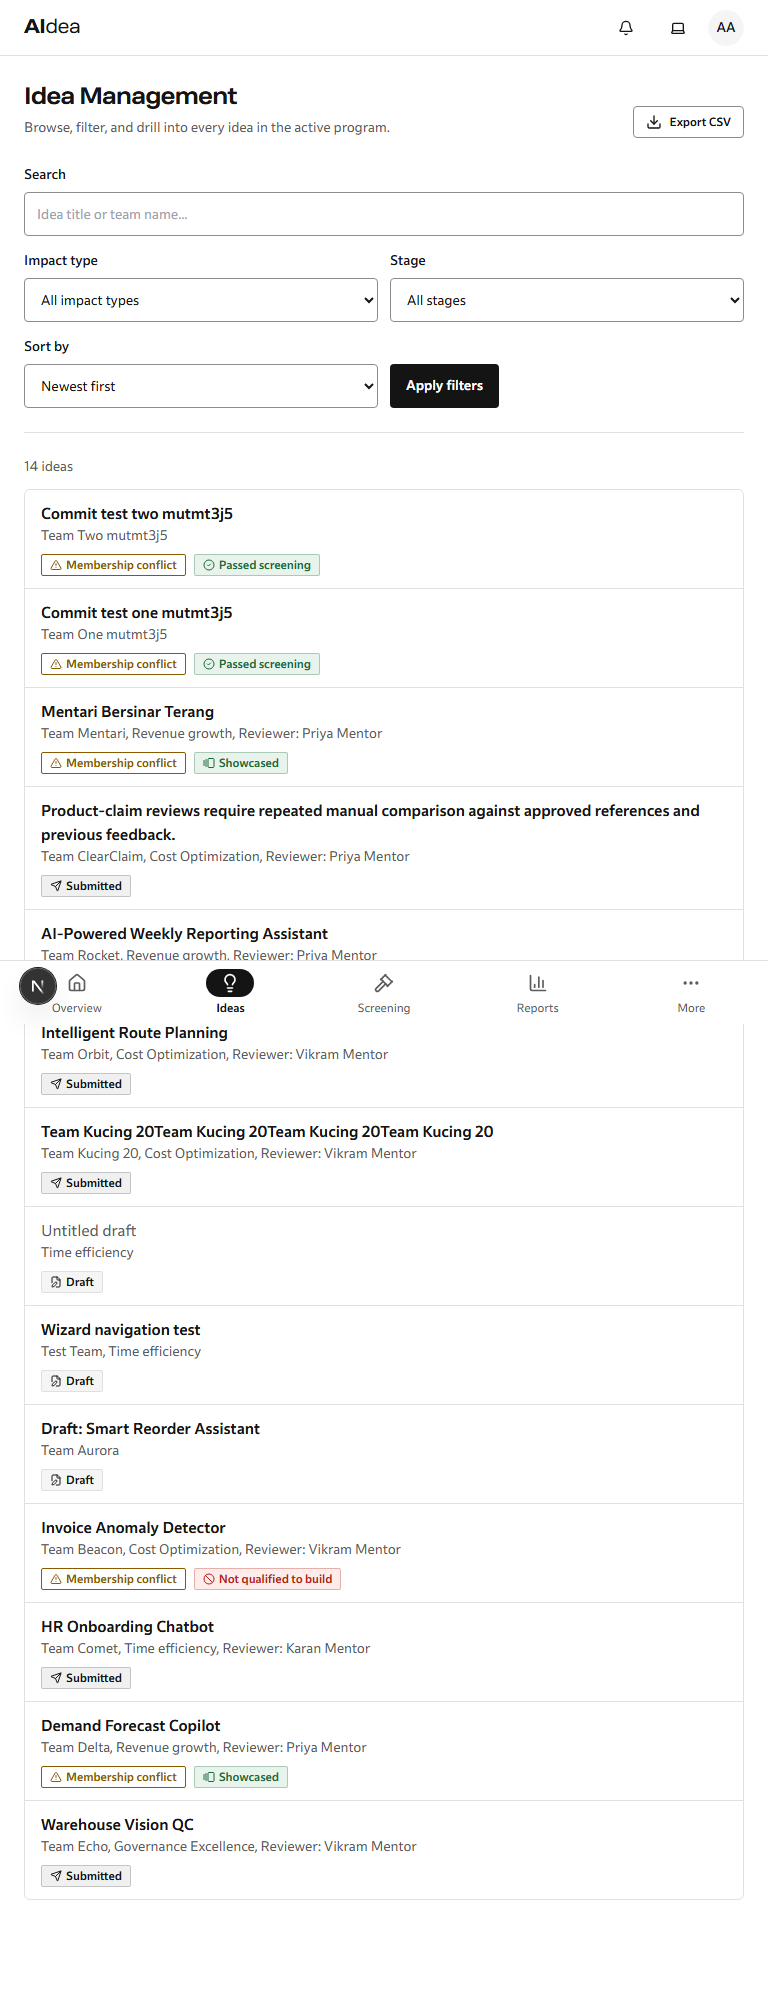 AIdea
AA
Idea Management
Browse, filter, and drill into every idea in the active program.
Export CSV
Search
Idea title or team name...
Impact type
Stage
All impact types
All stages
Sort by
Newest first
Apply filters
14 ideas
Commit test two mutmt3j5
Team Two mutmt3j5
Membership conflict
Passed screening
Commit test one mutmt3j5
Team One mutmt3j5
Membership conflict
Passed screening
Mentari Bersinar Terang
Team Mentari, Revenue growth, Reviewer: Priya Mentor
Membership conflict
Showcased
Product-claim reviews require repeated manual comparison against approved references and
previous feedback.
Team ClearClaim, Cost Optimization, Reviewer: Priya Mentor
Submitted
AI-Powered Weekly Reporting Assistant
Team Rocket, Revenue growth, Reviewer: Priya Mentor
N
Overview
Ideas
Screening
Reports
More
Intelligent Route Planning
Team Orbit, Cost Optimization, Reviewer: Vikram Mentor
Submitted
Team Kucing 20Team Kucing 20Team Kucing 20Team Kucing 20
Team Kucing 20, Cost Optimization, Reviewer: Vikram Mentor
Submitted
Untitled draft
Time efficiency
Draft
Wizard navigation test
Test Team, Time efficiency
Draft
Draft: Smart Reorder Assistant
Team Aurora
Draft
Invoice Anomaly Detector
Team Beacon, Cost Optimization, Reviewer: Vikram Mentor
Membership conflict
Not qualified to build
HR Onboarding Chatbot
Team Comet, Time efficiency, Reviewer: Karan Mentor
Submitted
Demand Forecast Copilot
Team Delta, Revenue growth, Reviewer: Priya Mentor
Membership conflict
Showcased
Warehouse Vision QC
Team Echo, Governance Excellence, Reviewer: Vikram Mentor
Submitted